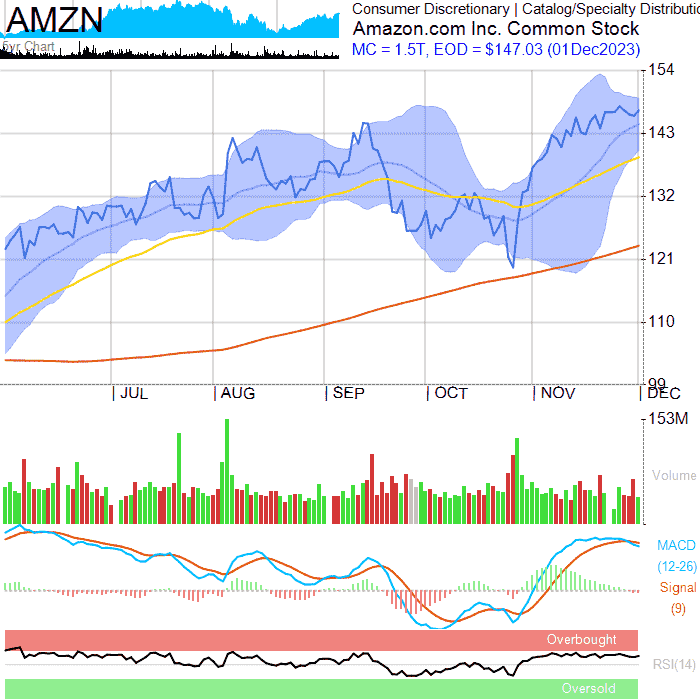 AMZN
5yr Chart
Consumer Discretionary | Catalog/Specialty Distributio
Amazon.com Inc. Common Stock
MC = 1.5T, EOD = $147.03 (01Dec2023)
154
143
132
121
110
99
JUL
AUG
SEP
OCT
NOV
DEC
153M
Volume
MACD
(12-26)
Signal
(9)
Overbought
RSI(14)
Oversold